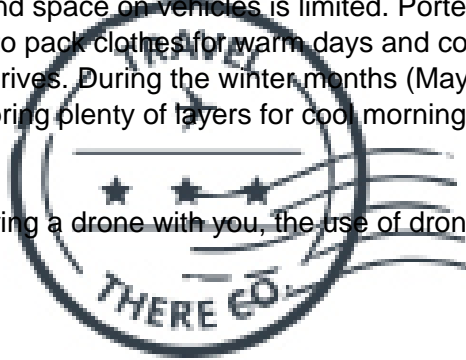 nd space on vehicles is limited. Porte
o pack clothes for warm days and co
rives. During the winter months (May
oring plenty of layers for cool morning
ing a drone with you, the use of dron
TRAVEL
THERE CO.